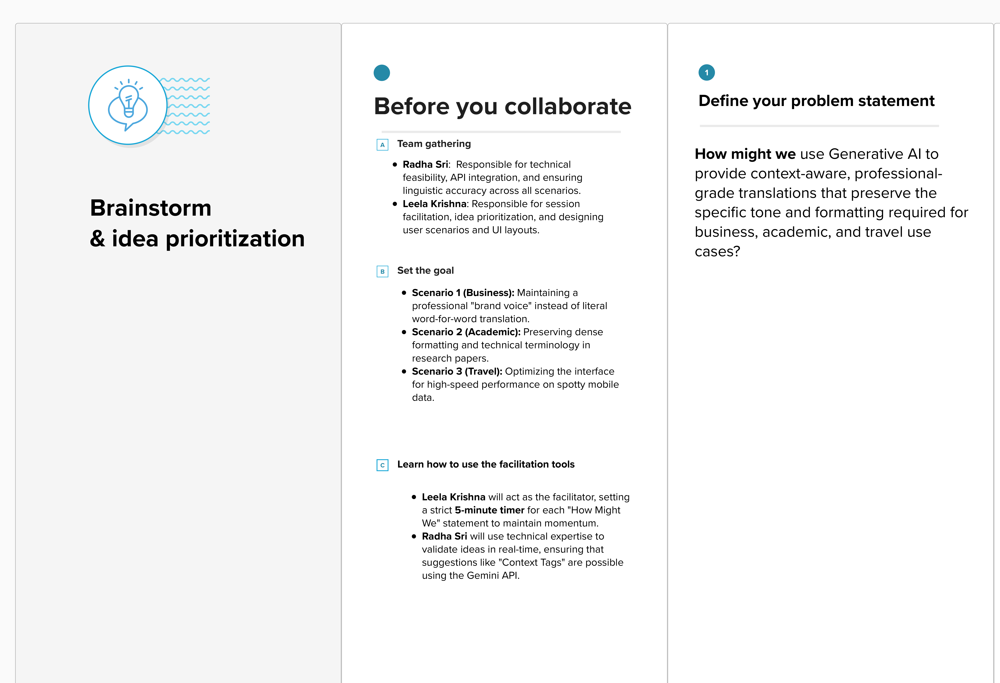 Brainstorm
& idea prioritization
Before you collaborate
A
Team gathering
Radha Sri:  Responsible for technical
feasibility, API integration, and ensuring
linguistic accuracy across all scenarios.
Leela Krishna: Responsible for session
facilitation, idea prioritization, and designing
user scenarios and UI layouts.
B
Set the goal
Scenario 1 (Business): Maintaining a
professional "brand voice" instead of literal
word-for-word translation.
Scenario 2 (Academic): Preserving dense
formatting and technical terminology in
research papers.
Scenario 3 (Travel): Optimizing the interface
for high-speed performance on spotty mobile
data.
C
Learn how to use the facilitation tools
Leela Krishna will act as the facilitator, setting
a strict 5-minute timer for each "How Might
We" statement to maintain momentum.
Radha Sri will use technical expertise to
validate ideas in real-time, ensuring that
suggestions like "Context Tags" are possible
using the Gemini API.
1
Define your problem statement
How might we use Generative AI to
provide context-aware, professional-
grade translations that preserve the
specific tone and formatting required for
business, academic, and travel use
cases?